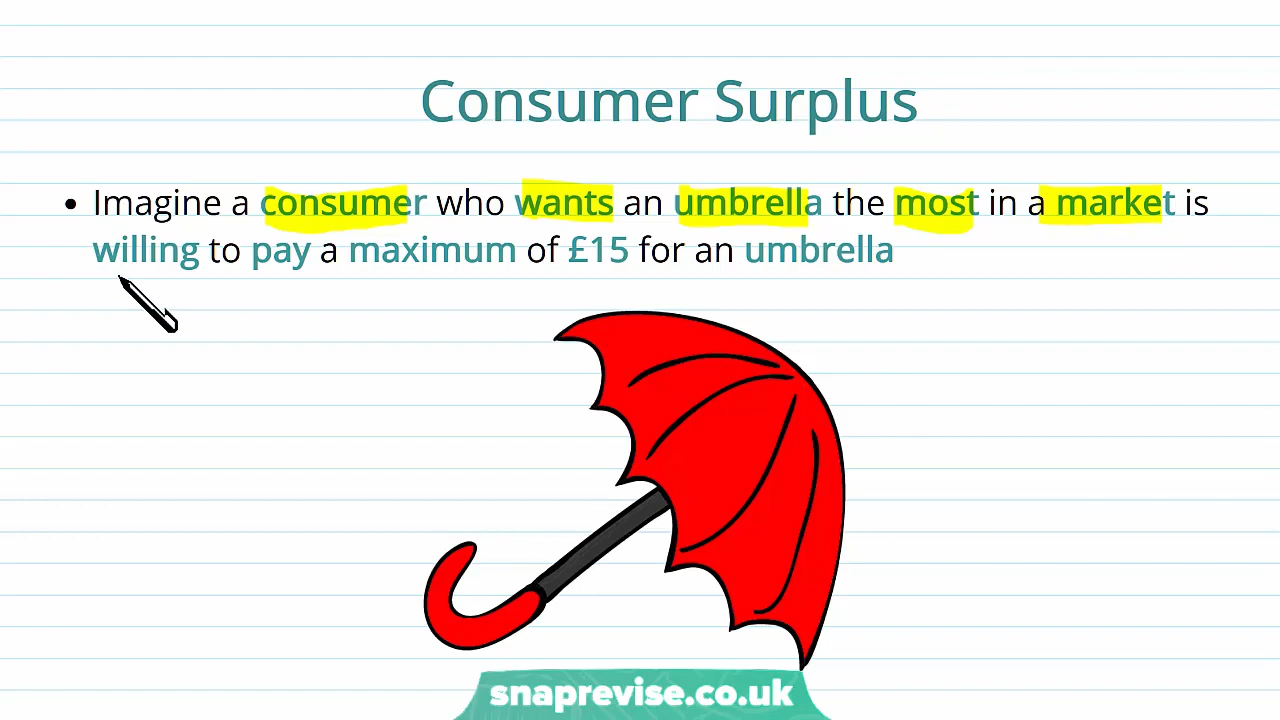 Consumer Surplus
• Imagine a consumer who wants an umbrella the most in a market is
willing to pay a maximum of £15 for an umbrella
snaprevise.co.uk